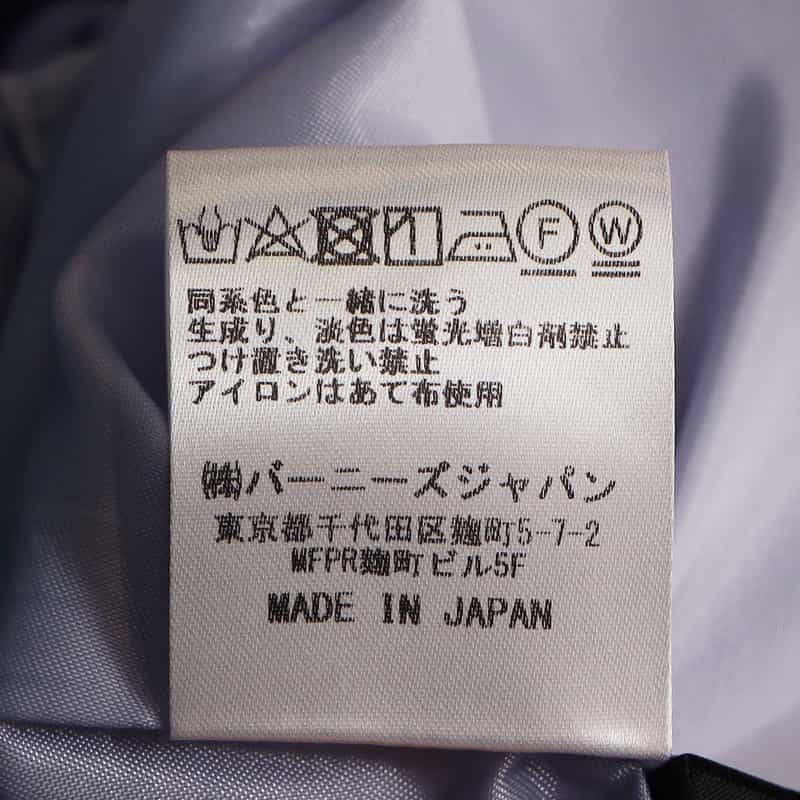 F W
同系色と一緒に洗う
生成り、淡色は蛍光増白剤禁止
つけ置き洗い禁止
アイロンはあて布使用
㈱バーニーズジャパン
東京都千代田区麹町5-7-2
MFPR麹町ビル5F
MADE IN JAPAN